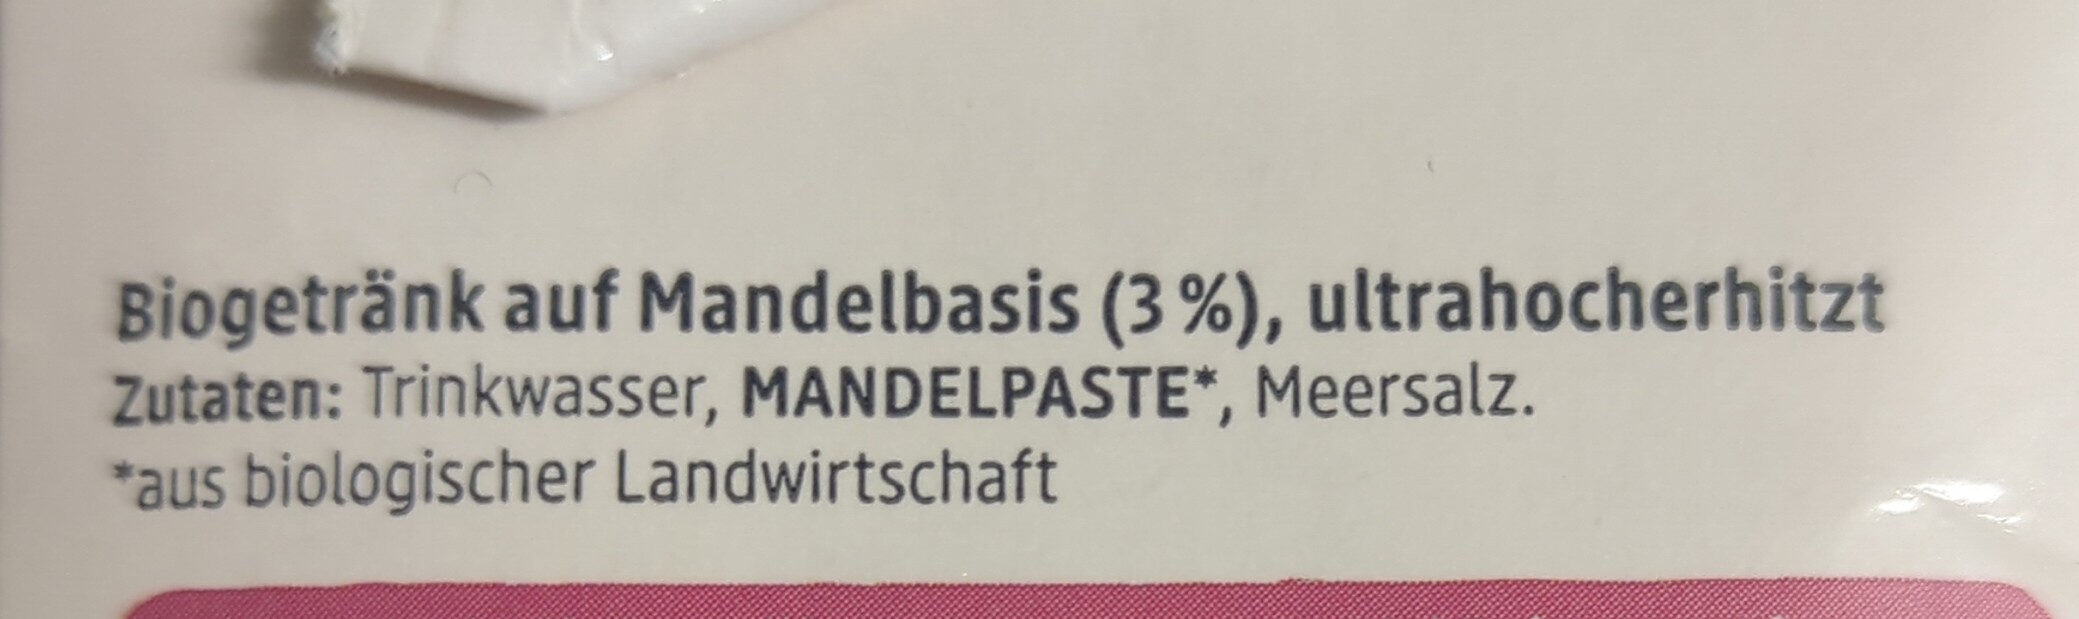 Biogetränk auf Mandelbasis (3 %), ultrahocherhitzt
Zutaten: Trinkwasser, MANDELPASTE*, Meersalz.
*aus biologischer Landwirtschaft